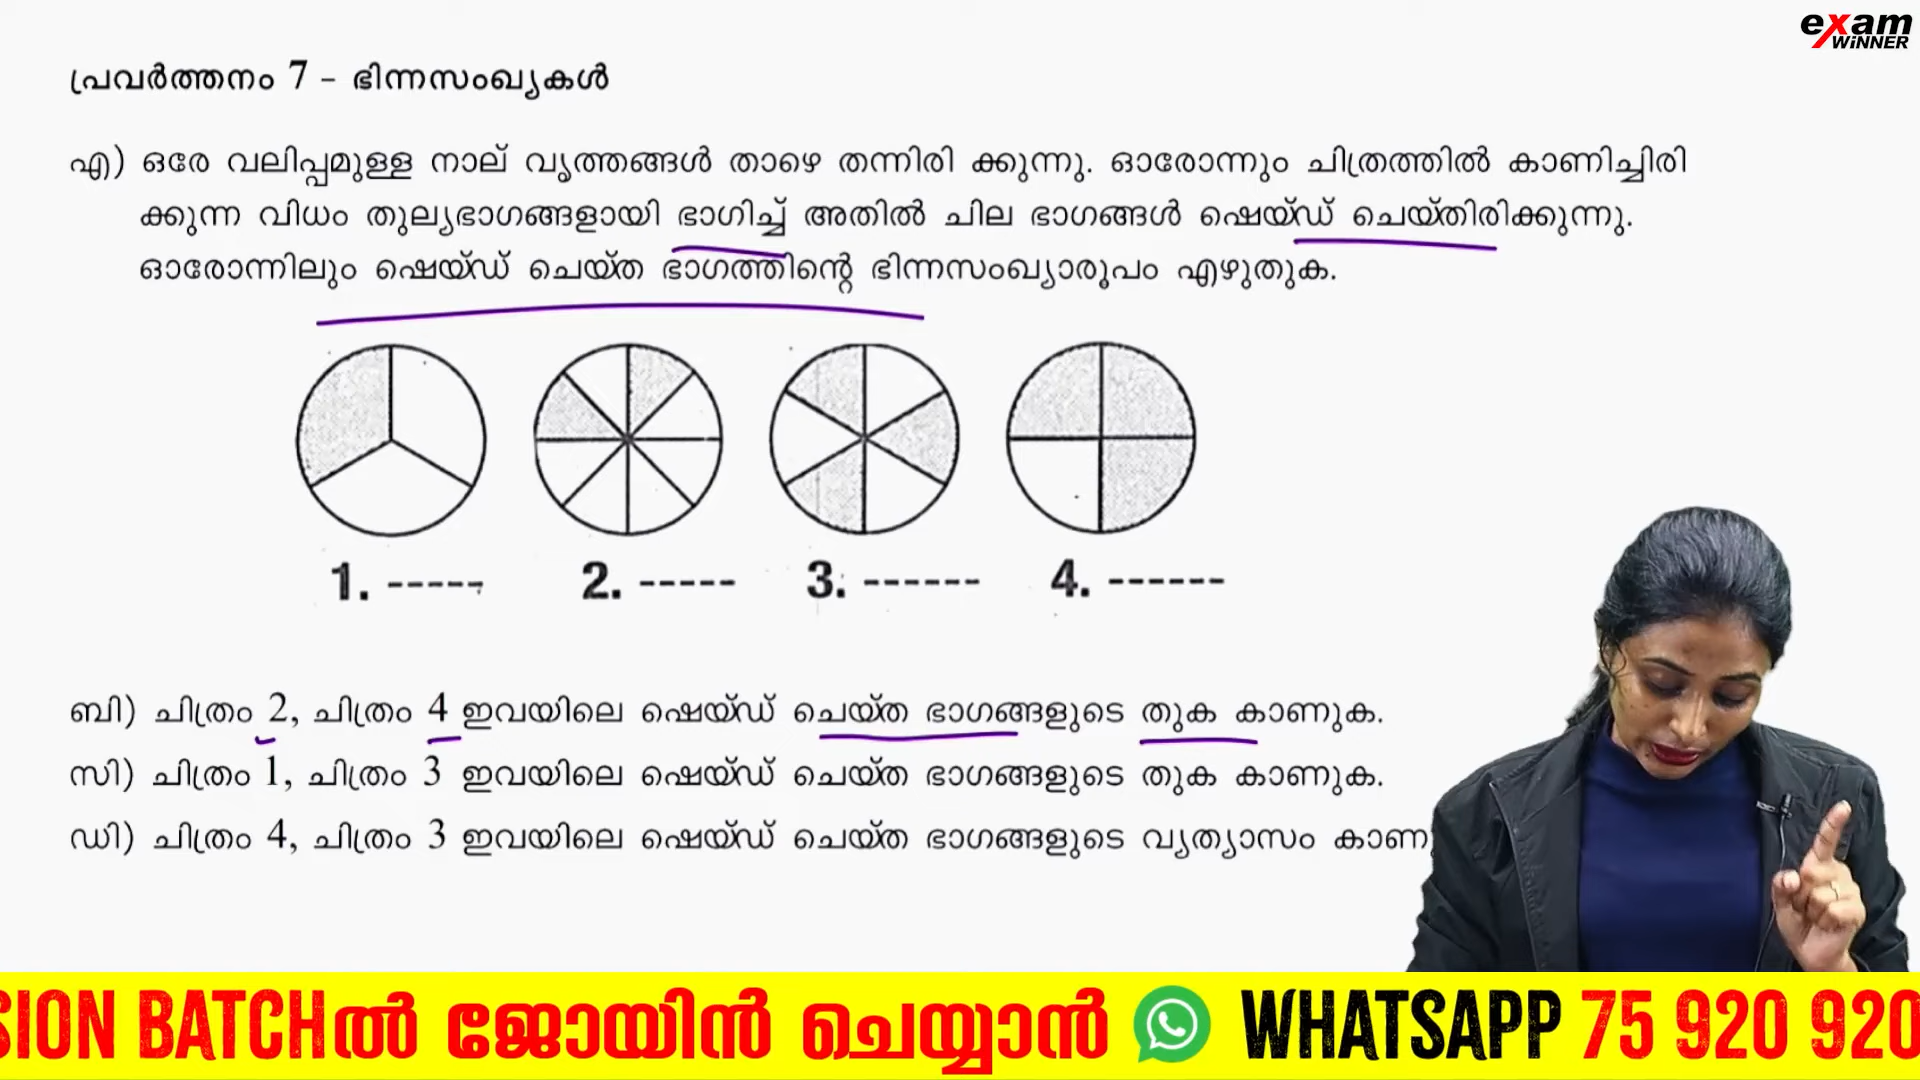 exam
WiNNER
പ്രവർത്തനം 7 - ഭിന്നസംഖ്യകൾ
എ) ഒരേ വലിപ്പമുള്ള നാല് വൃത്തങ്ങൾ താഴെ തന്നിരി ക്കുന്നു. ഓരോന്നും ചിത്രത്തിൽ കാണിച്ചിരി
ക്കുന്ന വിധം തുല്യഭാഗങ്ങളായി ഭാഗിച്ച് അതിൽ ചില ഭാഗങ്ങൾ ഷെയ്ഡ് ചെയ്തിരിക്കുന്നു.
ഓരോന്നിലും ഷെയ്ഡ് ചെയ്ത ഭാഗത്തിന്റെ ഭിന്നസംഖ്യാരൂപം എഴുതുക.
1. ----- 2. ----- 3. ------ 4. ------
ബി) ചിത്രം 2, ചിത്രം 4 ഇവയിലെ ഷെയ്ഡ് ചെയ്ത ഭാഗങ്ങളുടെ തുക കാണുക.
സി) ചിത്രം 1, ചിത്രം 3 ഇവയിലെ ഷെയ്ഡ് ചെയ്ത ഭാഗങ്ങളുടെ തുക കാണുക.
ഡി) ചിത്രം 4, ചിത്രം 3 ഇവയിലെ ഷെയ്ഡ് ചെയ്ത ഭാഗങ്ങളുടെ വ്യത്യാസം
SION BATCHൽ ജോയിൻ ചെയ്യാൻ WHATSAPP 75 920 920